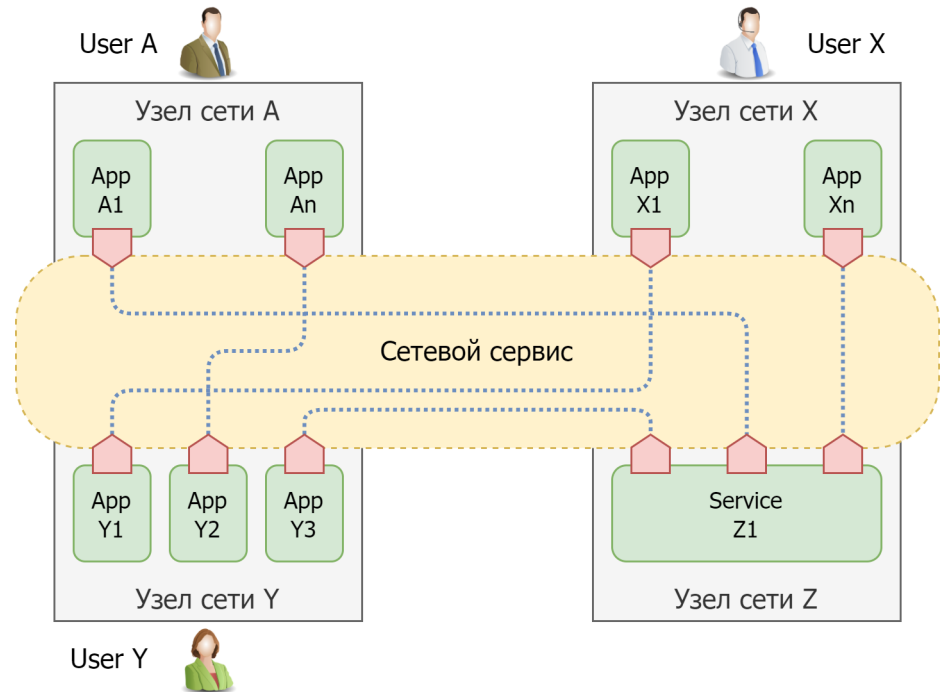 User A
User X
Узел сети A
Узел сети X
App
A1
App
An
App
X1
App
Xn
Сетевой сервис
App
Y1
App
Y2
App
Y3
Service
Z1
Узел сети Y
Узел сети Z
User Y